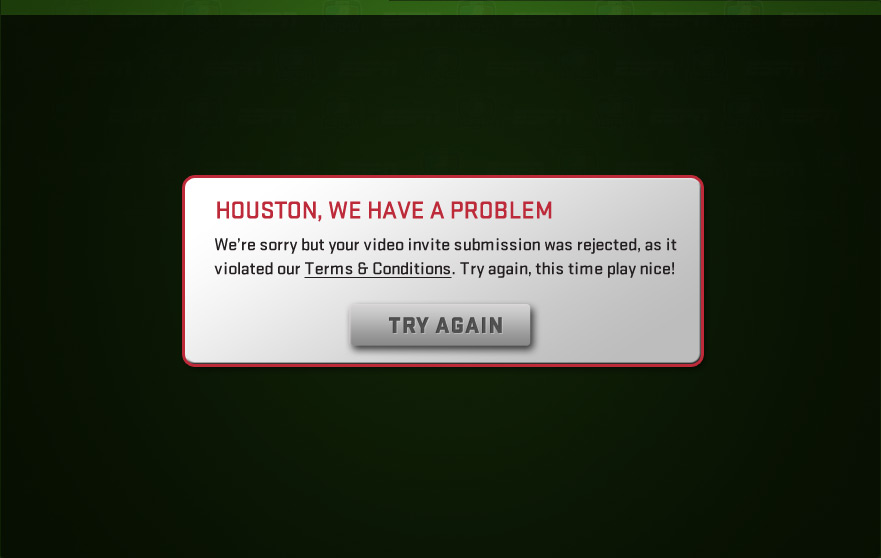 HOUSTON, WE HAVE A PROBLEM
We're sorry but your video invite submission was rejected, as it
violated our Terms & Conditions. Try again, this time play nice!
TRY AGAIN